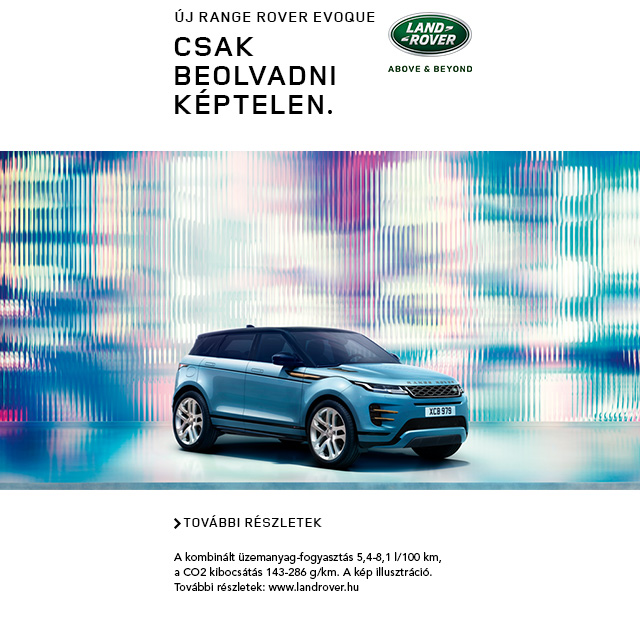 ÚJ RANGE ROVER EVOQUE
CSAK
BEOLVADNI
KÉPTELEN.
LAND
ROVER
ABOVE & BEYOND
RANGE ROVER
XCB 979
TOVÁBBI RÉSZLETEK
A kombinált üzemanyag-fogyasztás 5,4-8,1 l/100 km,
a CO2 kibocsátás 143-286 g/km. A kép illusztráció.
További részletek: www.landrover.hu